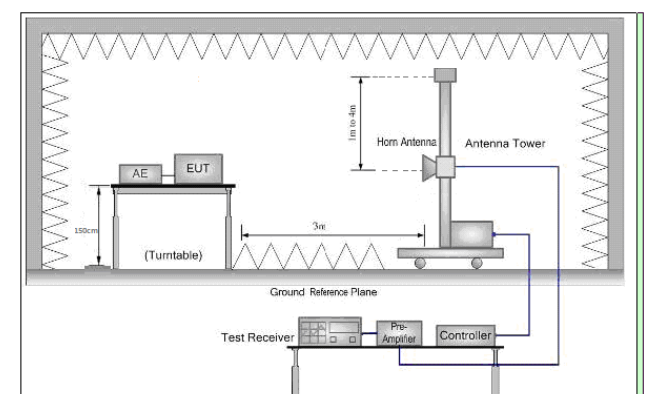 1m to 4m
Horn Antenna
Antenna Tower
AE
EUT
150cm
3m
(Turntable)
Ground Reference Plane
Test Receiver
Pre-
Amplifier
Controller